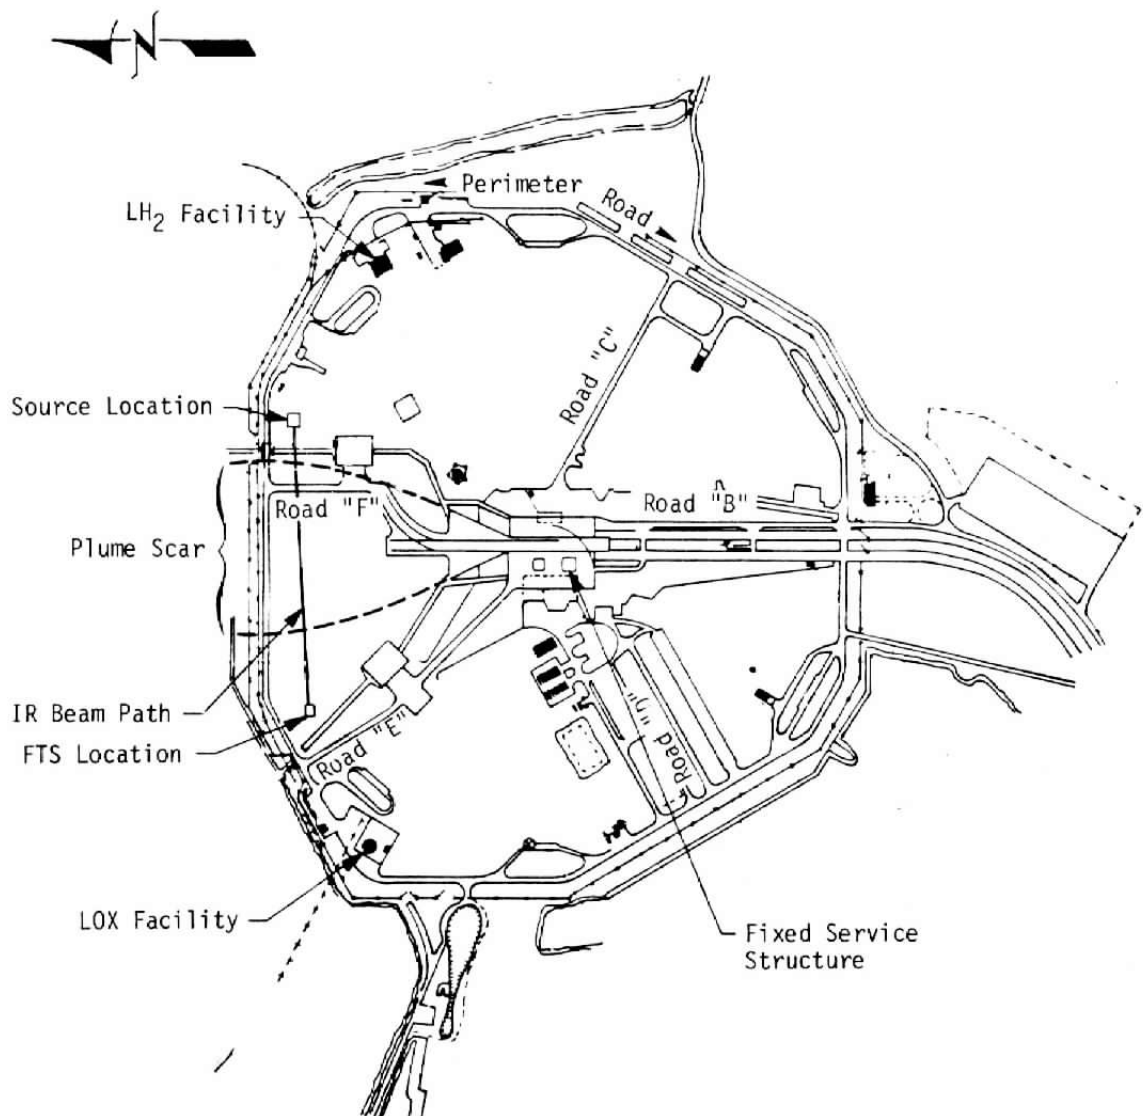 N
Perimeter
Road
LH2 Facility
Road "C"
Source Location
Road "B"
Road "F"
Plume Scar
IR Beam Path
Road "D"
FTS Location
Road "E"
LOX Facility
Fixed Service
Structure